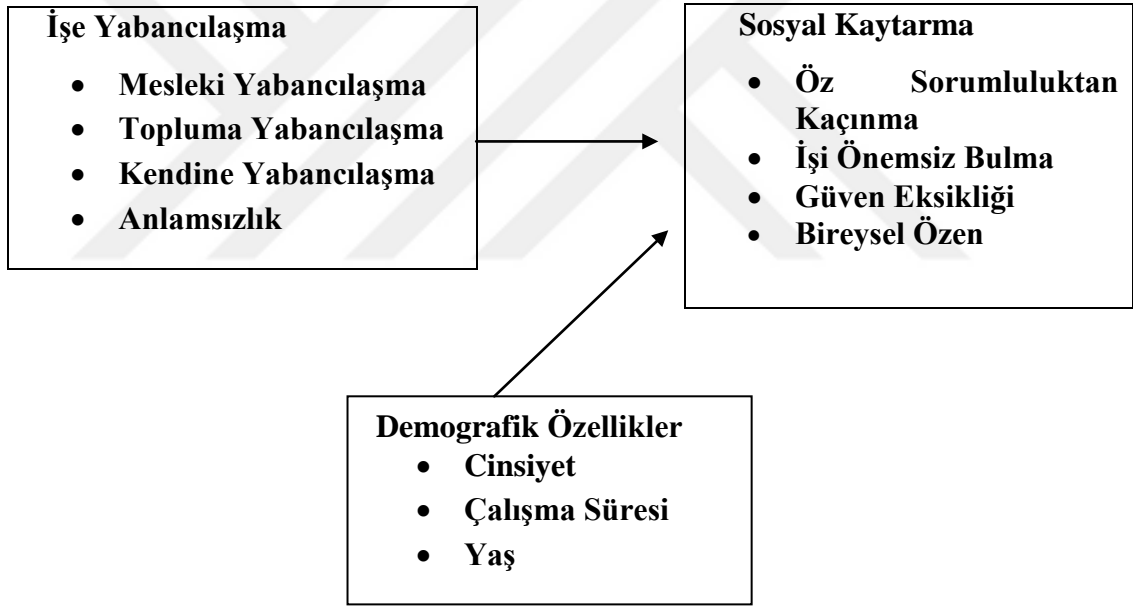 İşe Yabancılaşma
• Mesleki Yabancılaşma
• Topluma Yabancılaşma
• Kendine Yabancılaşma
• Anlamsızlık
Sosyal Kaytarma
• Öz Sorumluluktan
Kaçınma
• İşi Önemsiz Bulma
• Güven Eksikliği
• Bireysel Özen
Demografik Özellikler
• Cinsiyet
• Çalışma Süresi
• Yaş